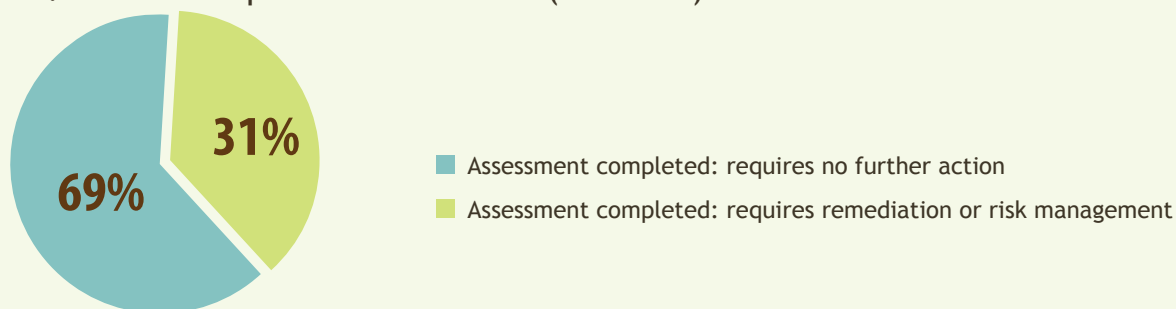 31%
69%
Assessment completed: requires no further action
Assessment completed: requires remediation or risk management